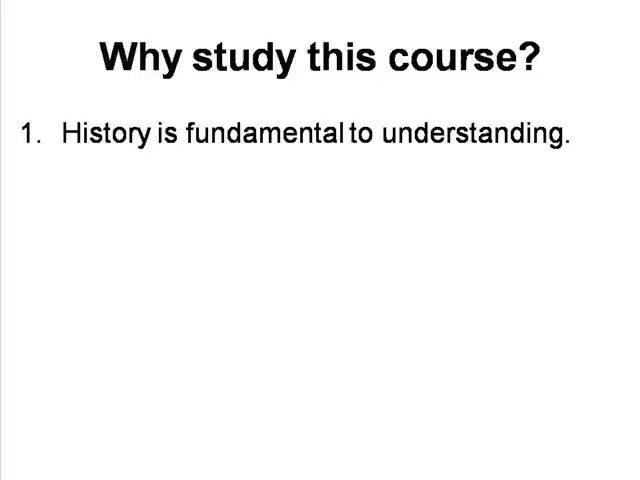 Why study this course?
1. History is fundamental to understanding.